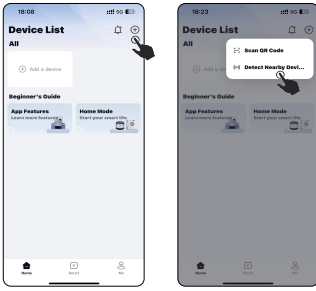 18:08
5G
Device List
All
Add a device
Beginner's Guide
App Features
Learn more features
Home Mode
Start your smart life
Home
Smart
Me
18:23
5G
Device List
All
Scan QR Code
Detect Nearby Devi...
Add a de
Beginner's Guide
App Features
Learn more features
Home Mode
Start your smart life
Home
Smart
Me